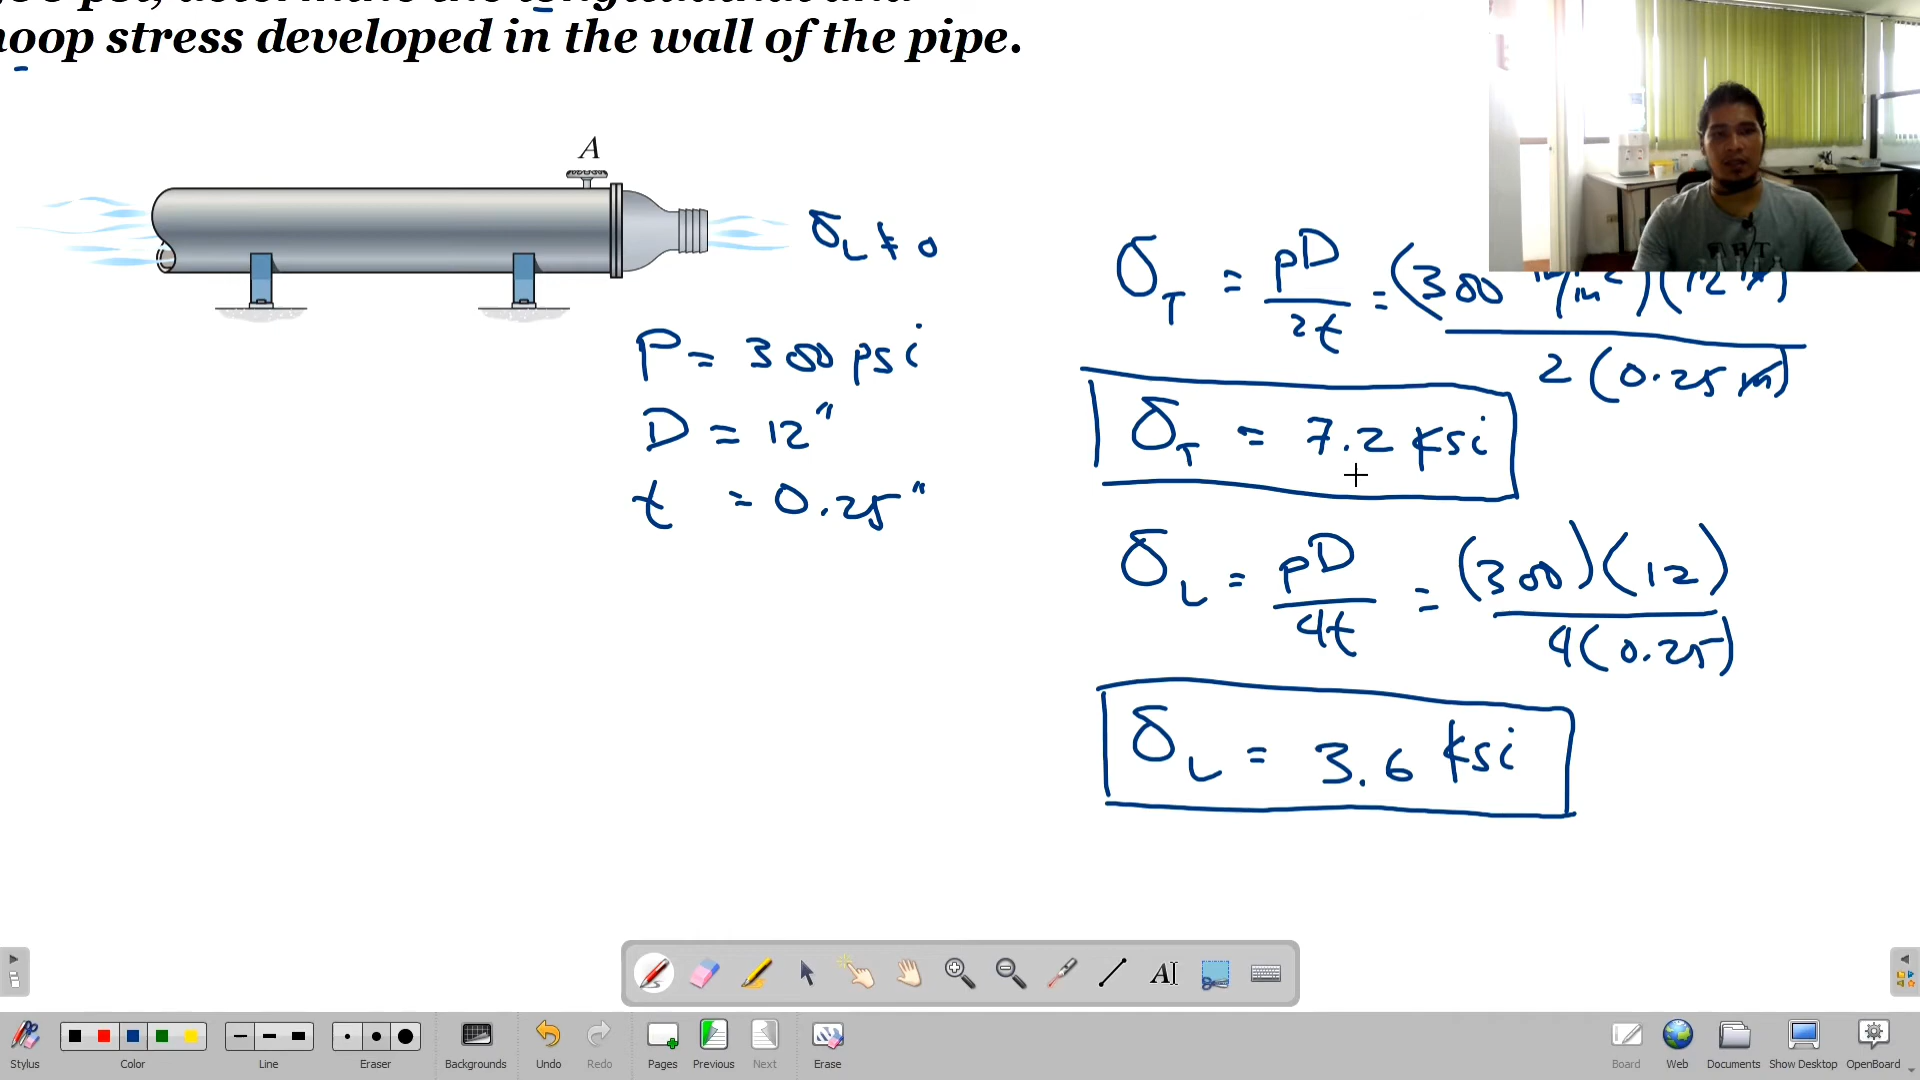 hoop stress developed in the wall of the pipe.
A
σL ≠ 0
σT = pD/2t = (300 lb/in²)(12 in)/2(0.25 in)
P = 300 psi
σT = 7.2 ksi
D = 12"
t = 0.25"
σL = pD/4t = (300)(12)/4(0.25)
σL = 3.6 ksi
Stylus
Color
Line
Eraser
Backgrounds
Undo
Redo
Pages
Previous
Next
Erase
Board
Web
Documents
Show Desktop
OpenBoard